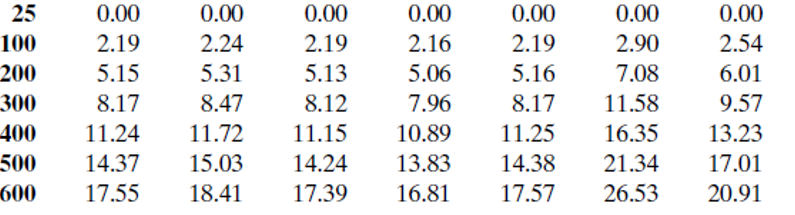 25 0.00 0.00 0.00 0.00 0.00 0.00 0.00
100 2.19 2.24 2.19 2.16 2.19 2.90 2.54
200 5.15 5.31 5.13 5.06 5.16 7.08 6.01
300 8.17 8.47 8.12 7.96 8.17 11.58 9.57
400 11.24 11.72 11.15 10.89 11.25 16.35 13.23
500 14.37 15.03 14.24 13.83 14.38 21.34 17.01
600 17.55 18.41 17.39 16.81 17.57 26.53 20.91